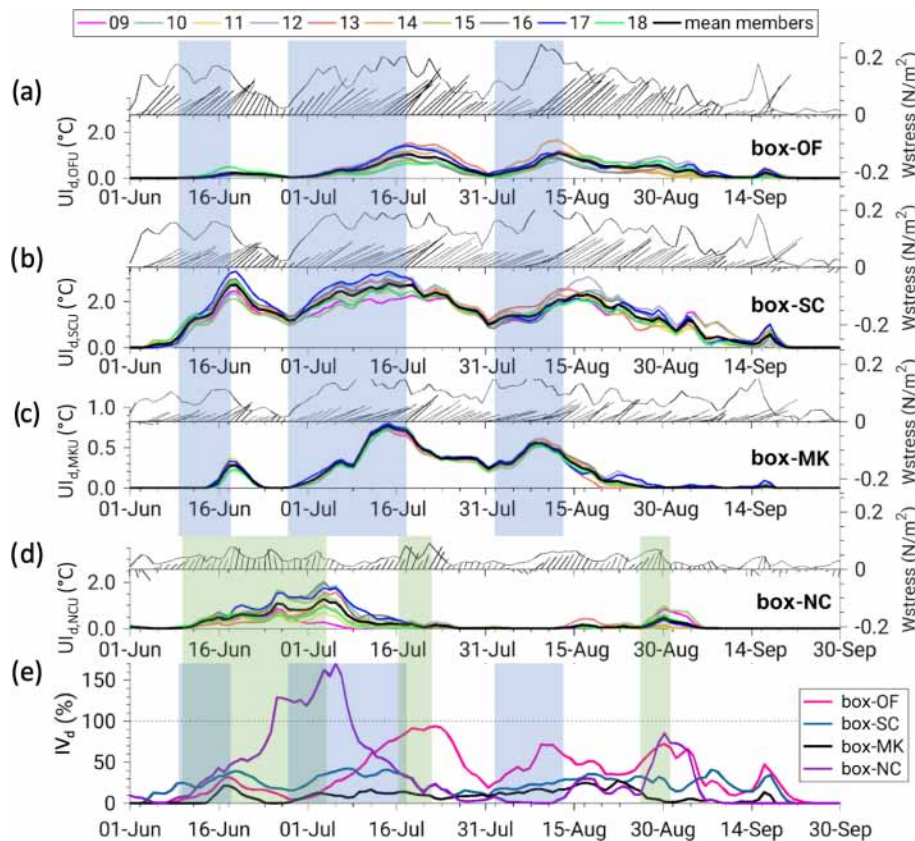 09 10 11 12 13 14 15 16 17 18 mean members
(a)
0.2
0
-0.2
Wstress (N/m²)
UId,OFU (°C)
2.0
1.0
0.0
box-OF
01-Jun 16-Jun 01-Jul 16-Jul 31-Jul 15-Aug 30-Aug 14-Sep
(b)
0.2
0
-0.2
Wstress (N/m²)
UId,SCU (°C)
2.0
0.0
box-SC
01-Jun 16-Jun 01-Jul 16-Jul 31-Jul 15-Aug 30-Aug 14-Sep
(c)
0.2
0
-0.2
Wstress (N/m²)
UId,MKU (°C)
1.0
0.5
0.0
box-MK
01-Jun 16-Jun 01-Jul 16-Jul 31-Jul 15-Aug 30-Aug 14-Sep
(d)
0.2
0
-0.2
Wstress (N/m²)
UId,NCU (°C)
2.0
1.0
0.0
box-NC
01-Jun 16-Jun 01-Jul 16-Jul 31-Jul 15-Aug 30-Aug 14-Sep 30-Sep
(e)
IVd (%)
150
100
50
0
box-OF
box-SC
box-MK
box-NC
01-Jun 16-Jun 01-Jul 16-Jul 31-Jul 15-Aug 30-Aug 14-Sep 30-Sep